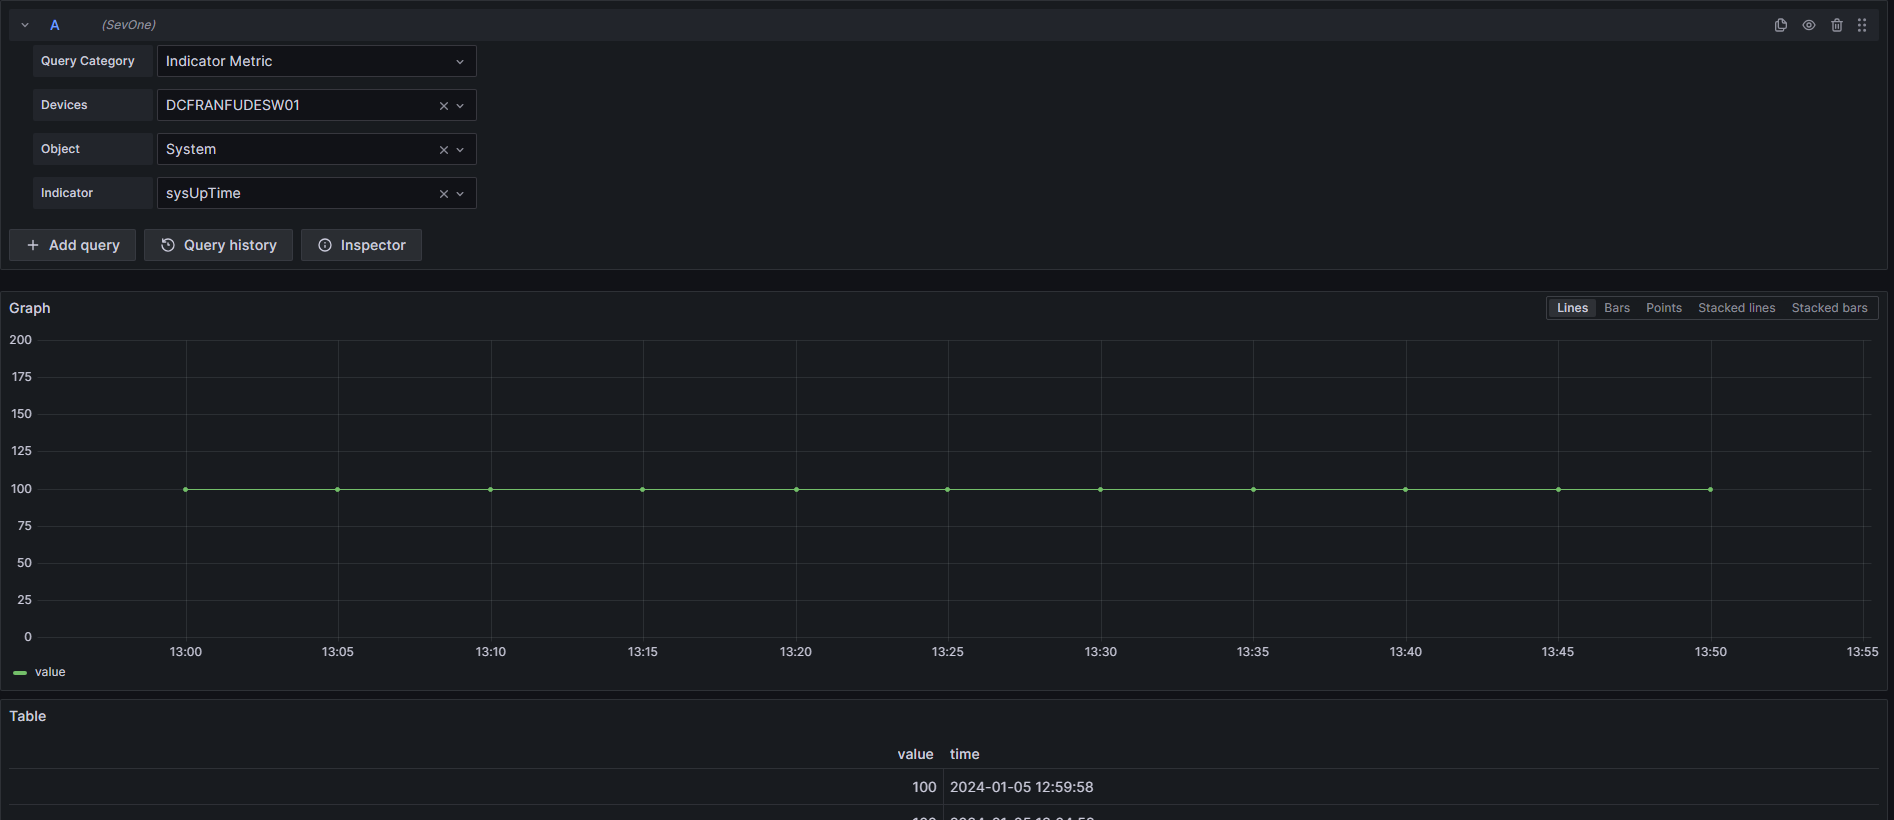 A (SevOne)
Query Category Indicator Metric
Devices DCFRANFUDESW01
Object System
Indicator sysUpTime
Add query Query history Inspector
Graph Lines Bars Points Stacked lines Stacked bars
200
175
150
125
100
75
50
25
0
13:00 13:05 13:10 13:15 13:20 13:25 13:30 13:35 13:40 13:45 13:50 13:55
value
Table
value time
100 2024-01-05 12:59:58